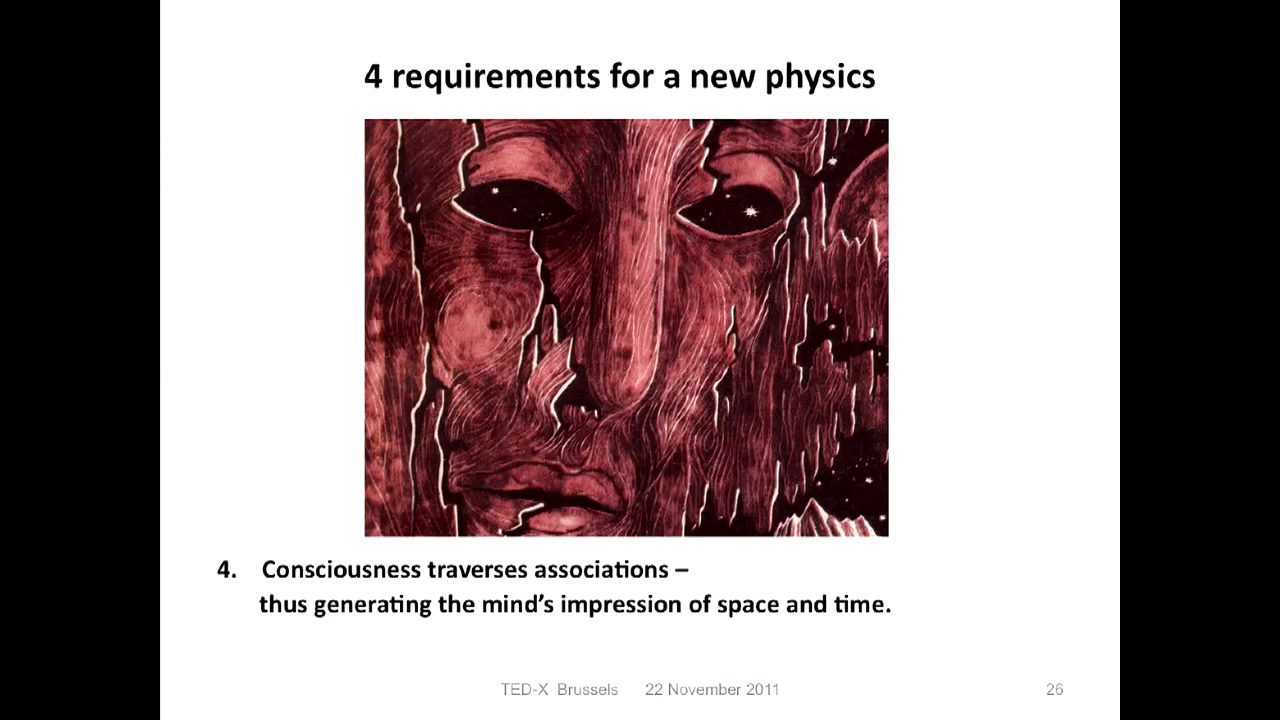 4 requirements for a new physics
4. Consciousness traverses associations –
thus generating the mind’s impression of space and time.
TED-X Brussels 22 November 2011 26